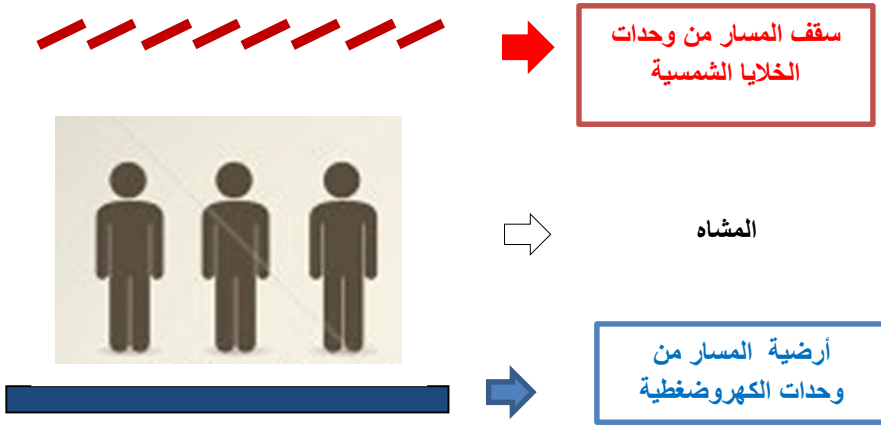 سقف المسار من وحدات
الخلايا الشمسية
المشاه
أرضية المسار من
وحدات الكهروضغطية